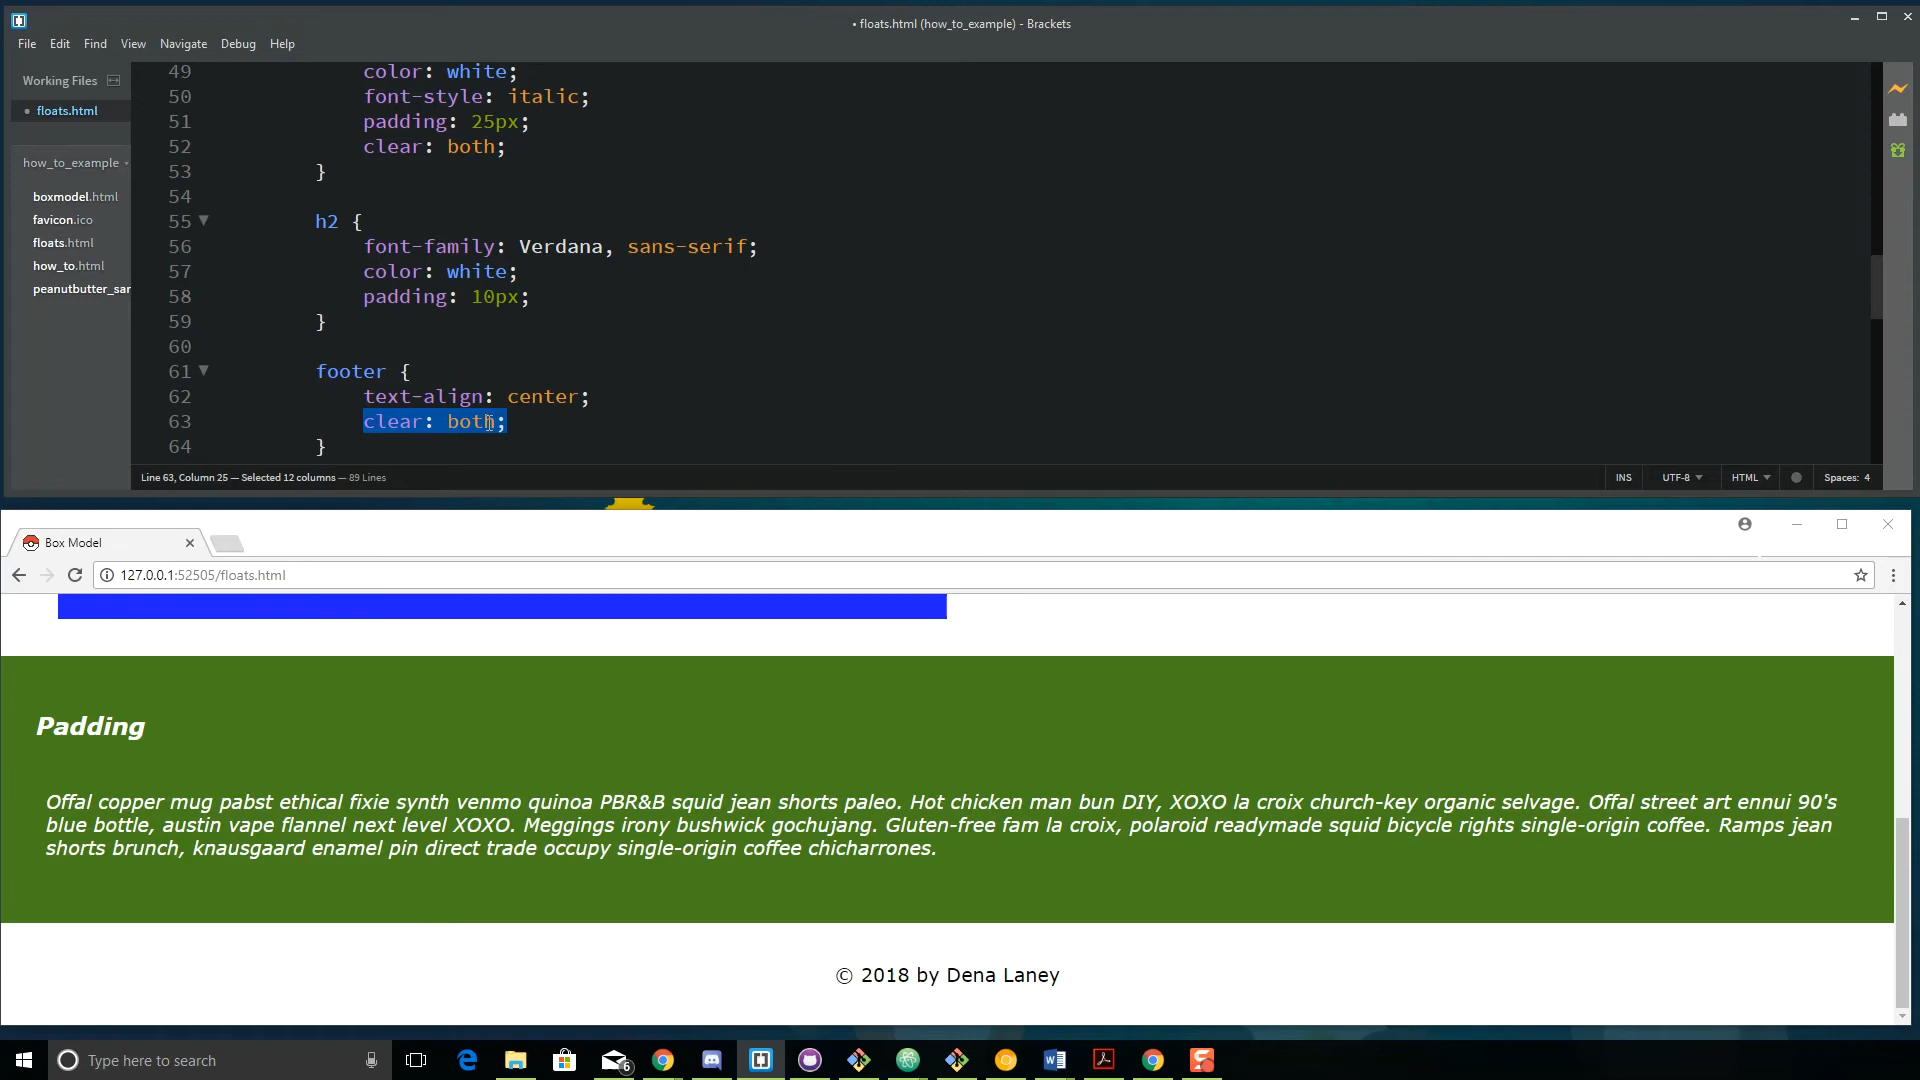 • floats.html (how_to_example) - Brackets
File Edit Find View Navigate Debug Help
Working Files
• floats.html
how_to_example
boxmodel.html
favicon.ico
floats.html
how_to.html
peanutbutter_sar
49 color: white;
50 font-style: italic;
51 padding: 25px;
52 clear: both;
53 }
54
55 h2 {
56 font-family: Verdana, sans-serif;
57 color: white;
58 padding: 10px;
59 }
60
61 footer {
62 text-align: center;
63 clear: both;
64 }
Line 63, Column 25 — Selected 12 columns — 89 Lines
INS UTF-8 HTML Spaces: 4
Box Model
127.0.0.1:52505/floats.html
Padding
Offal copper mug pabst ethical fixie synth venmo quinoa PBR&B squid jean shorts paleo. Hot chicken man bun DIY, XOXO la croix church-key organic selvage. Offal street art ennui 90's
blue bottle, austin vape flannel next level XOXO. Meggings irony bushwick gochujang. Gluten-free fam la croix, polaroid readymade squid bicycle rights single-origin coffee. Ramps jean
shorts brunch, knausgaard enamel pin direct trade occupy single-origin coffee chicharrones.
© 2018 by Dena Laney
Type here to search
6